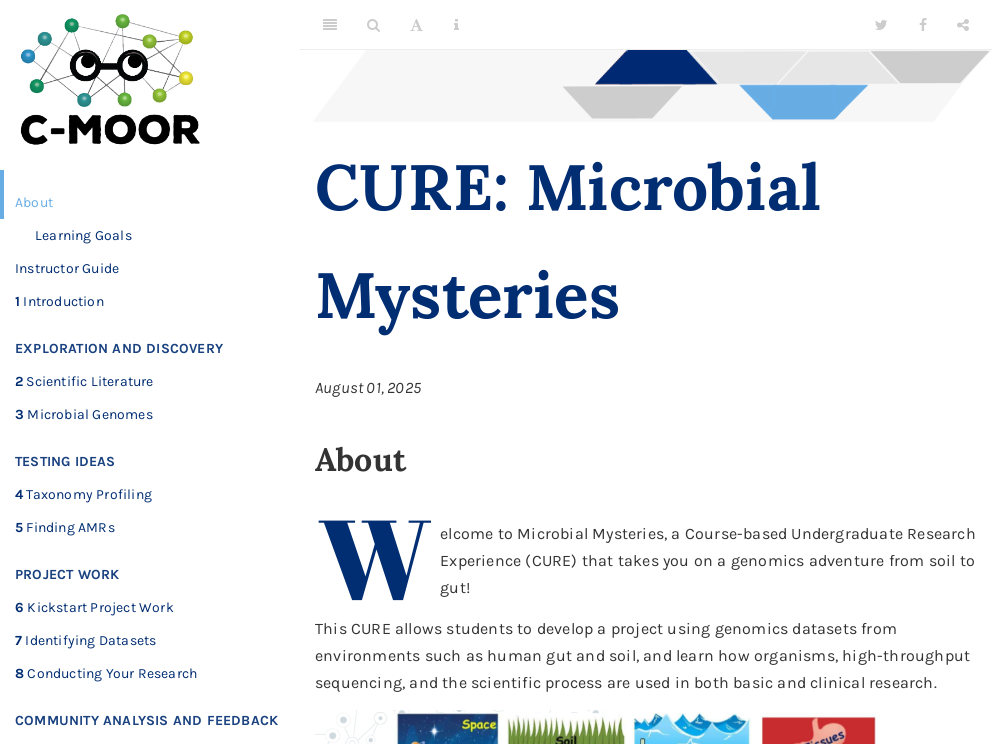 C-MOOR
About
Learning Goals
Instructor Guide
1 Introduction
EXPLORATION AND DISCOVERY
2 Scientific Literature
3 Microbial Genomes
TESTING IDEAS
4 Taxonomy Profiling
5 Finding AMRs
PROJECT WORK
6 Kickstart Project Work
7 Identifying Datasets
8 Conducting Your Research
COMMUNITY ANALYSIS AND FEEDBACK
A
CURE: Microbial
Mysteries
August 01, 2025
About
Welcome to Microbial Mysteries, a Course-based Undergraduate Research
Experience (CURE) that takes you on a genomics adventure from soil to
gut!
This CURE allows students to develop a project using genomics datasets from
environments such as human gut and soil, and learn how organisms, high-throughput
sequencing, and the scientific process are used in both basic and clinical research.
Space
Soil
Tissues